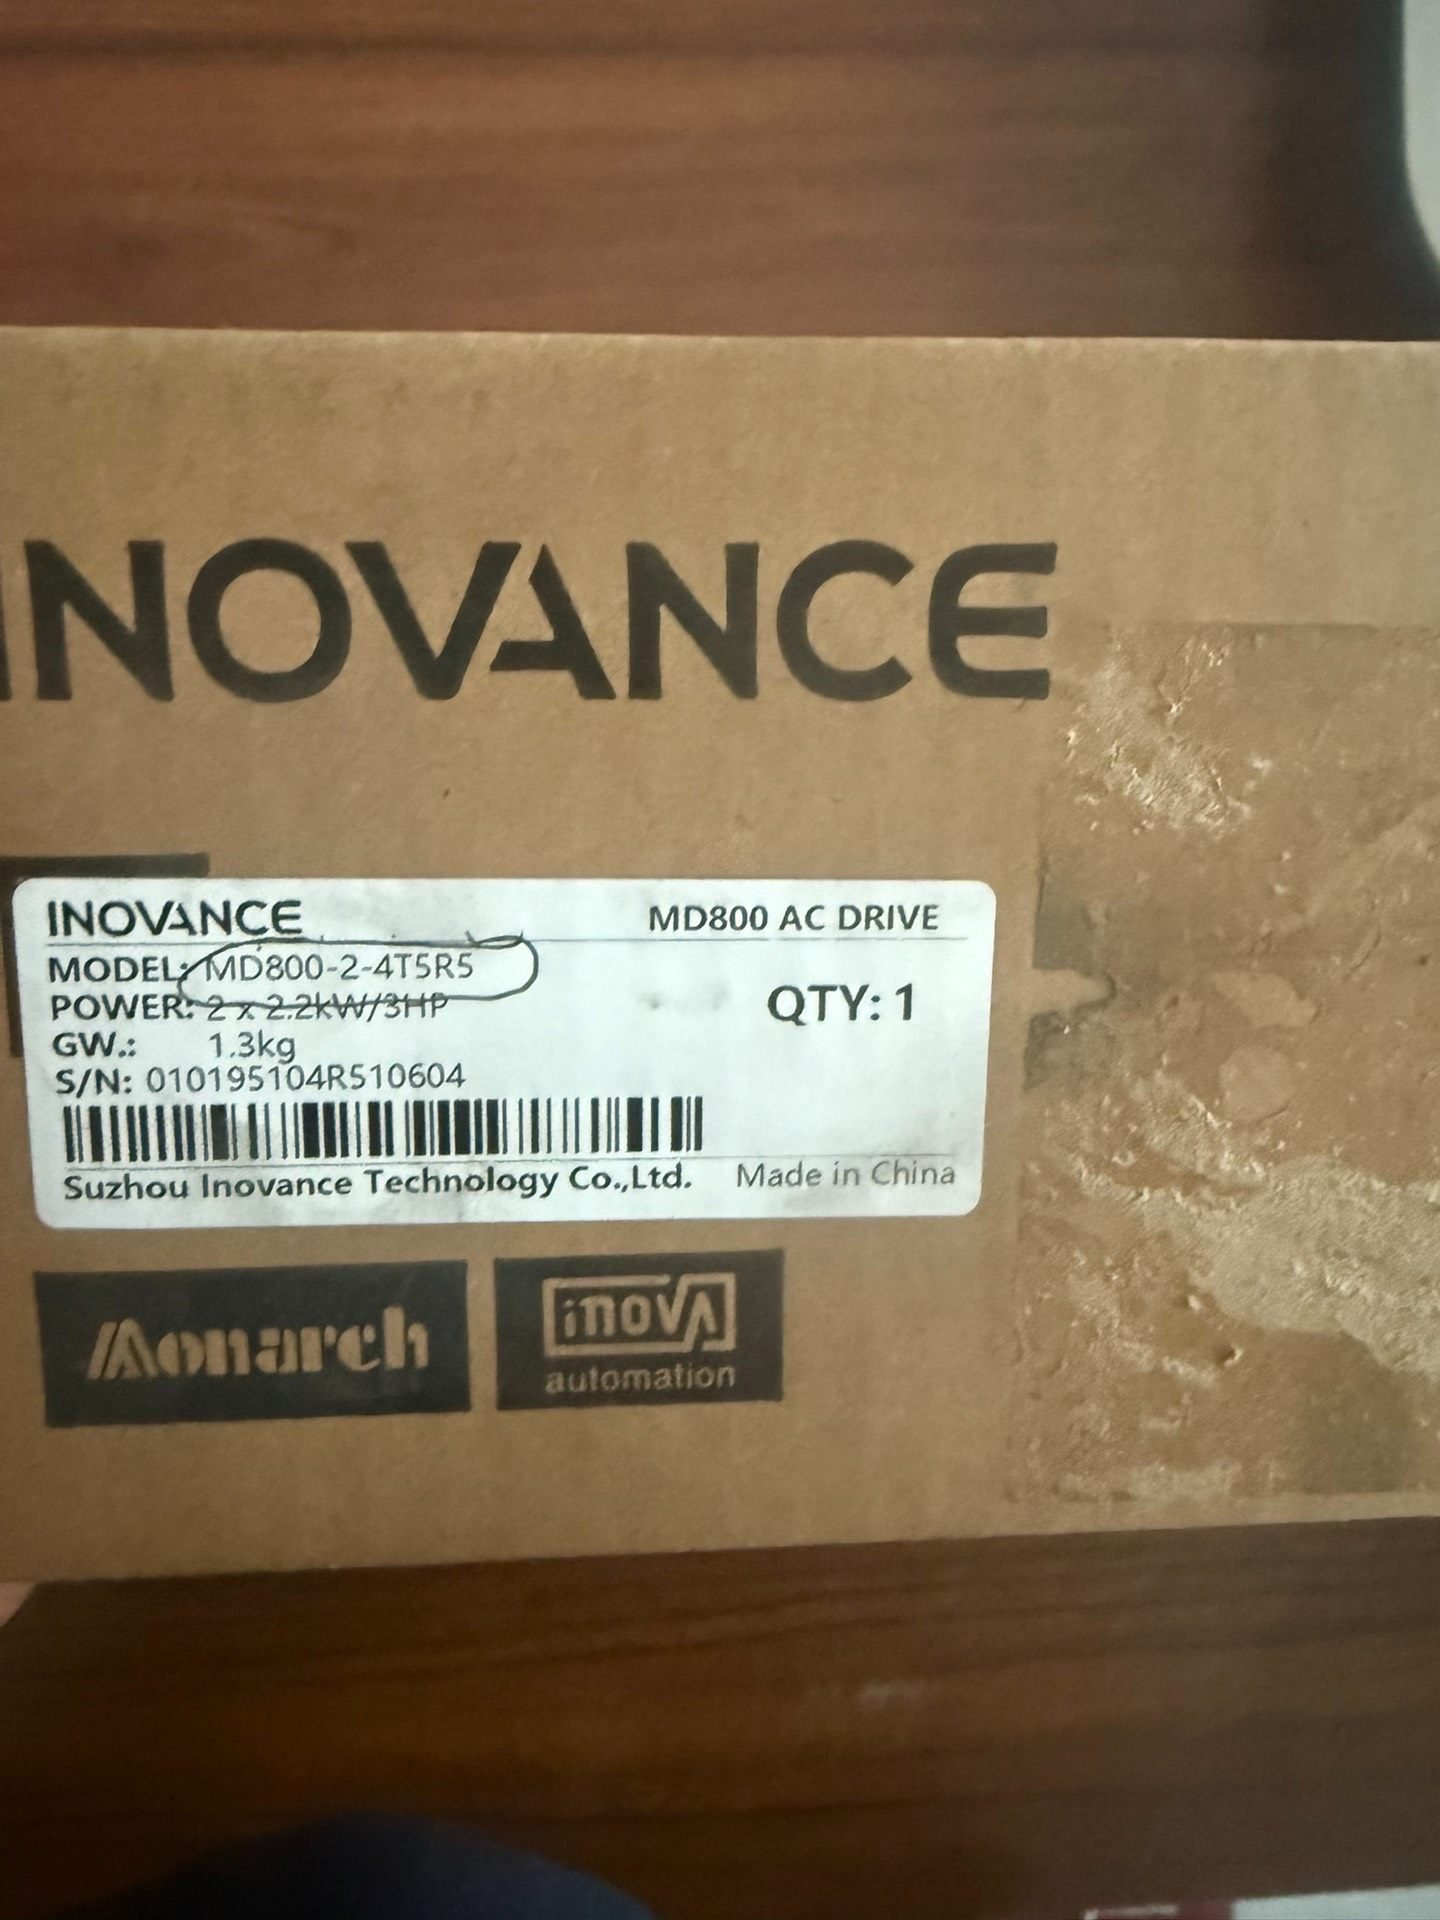 INOVANCE
INOVANCE MD800 AC DRIVE
MODEL: MD800-2-4T5R5
POWER: 2 x 2.2kW/3HP
QTY: 1
GW.: 1.3kg
S/N: 010195104R510604
Suzhou Inovance Technology Co.,Ltd. Made in China
Monarch
inova
automation